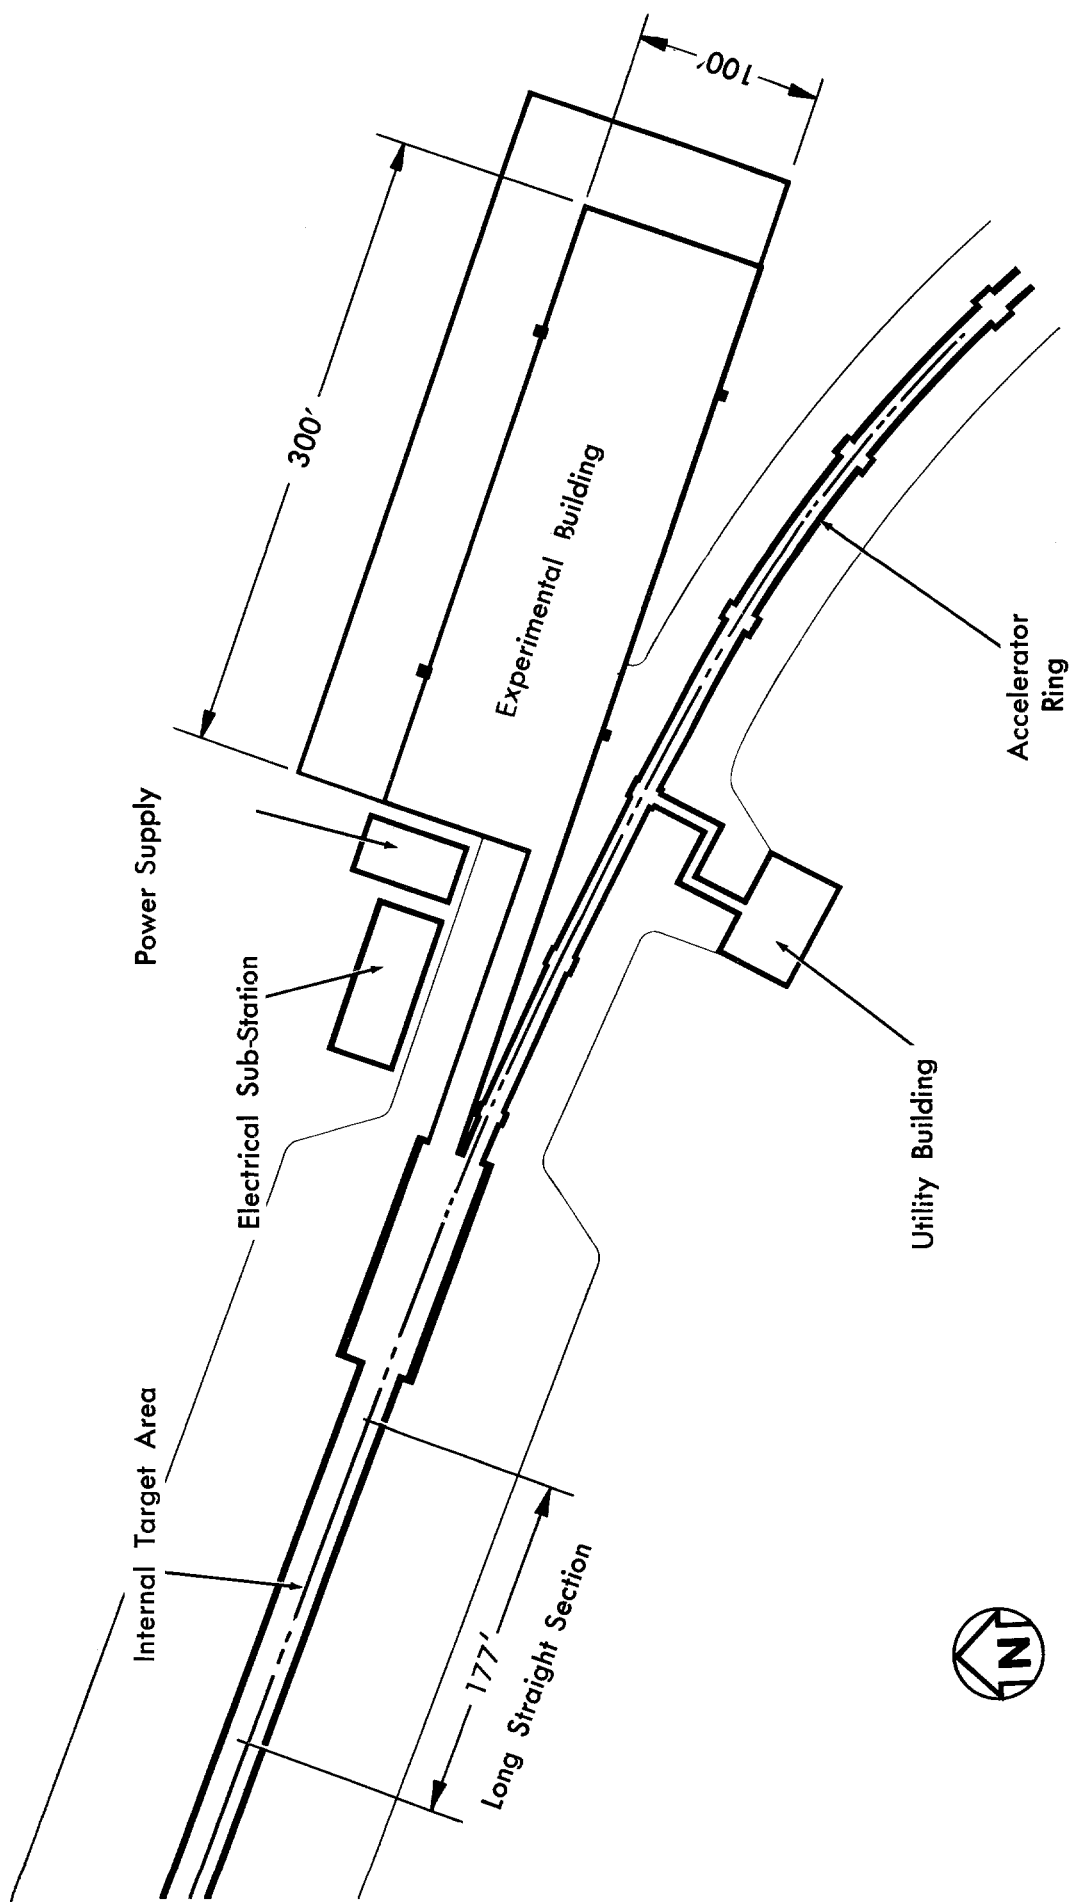 100′
300′
Experimental Building
Power Supply
Electrical Sub-Station
Accelerator
Ring
Utility Building
Internal Target Area
177′
Long Straight Section
N